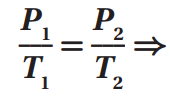 P₁/T₁ = P₂/T₂ ⇒